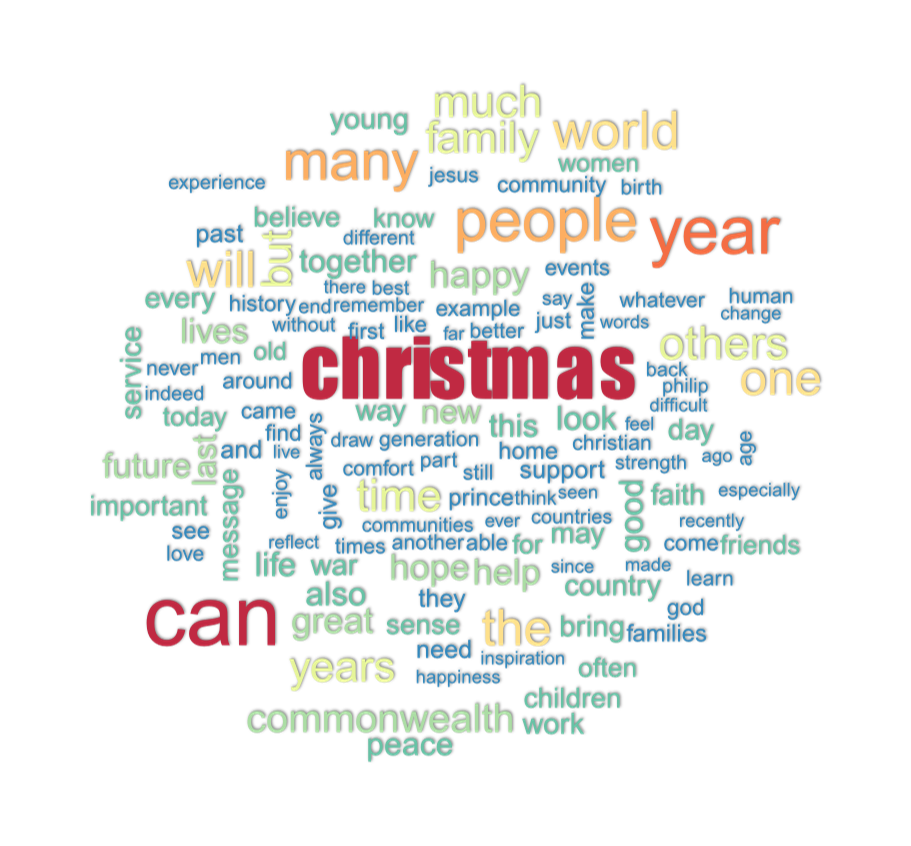 much
young
family world
many
women
experience jesus community birth
believe know
past but different people year
will together happy events
there best
every history end remember example say make whatever human
change
lives without first like far better just words
service old christmas others
never men
indeed around back one
philip
today came way new this look difficult
feel
find draw generation home christian day
last and live always
future comfort part still support strength ago age
message enjoy give time prince think seen good faith especially
important
see communities ever countries recently
love reflect times another able for may come friends
life war hope help since made
learn
also they country
can great sense the bring god
families
need inspiration
years happiness often
children
commonwealth work
peace